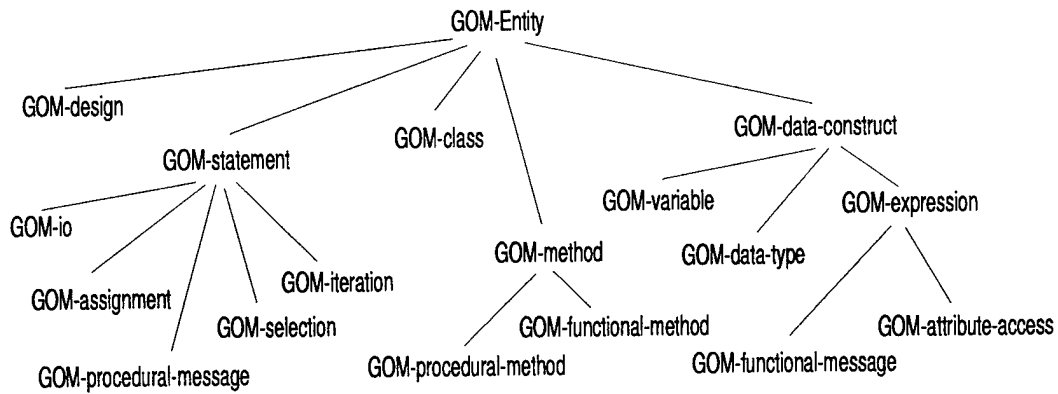 GOM-Entity
GOM-design
GOM-statement
GOM-class
GOM-data-construct
GOM-io
GOM-assignment
GOM-procedural-message
GOM-selection
GOM-iteration
GOM-method
GOM-procedural-method
GOM-functional-method
GOM-variable
GOM-data-type
GOM-expression
GOM-functional-message
GOM-attribute-access